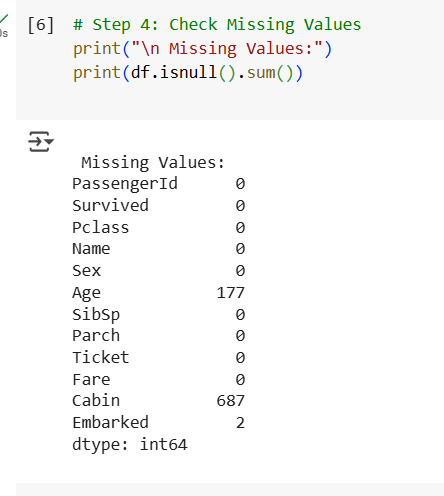 [6] # Step 4: Check Missing Values
print("\n Missing Values:")
print(df.isnull().sum())
Missing Values:
PassengerId 0
Survived 0
Pclass 0
Name 0
Sex 0
Age 177
SibSp 0
Parch 0
Ticket 0
Fare 0
Cabin 687
Embarked 2
dtype: int64